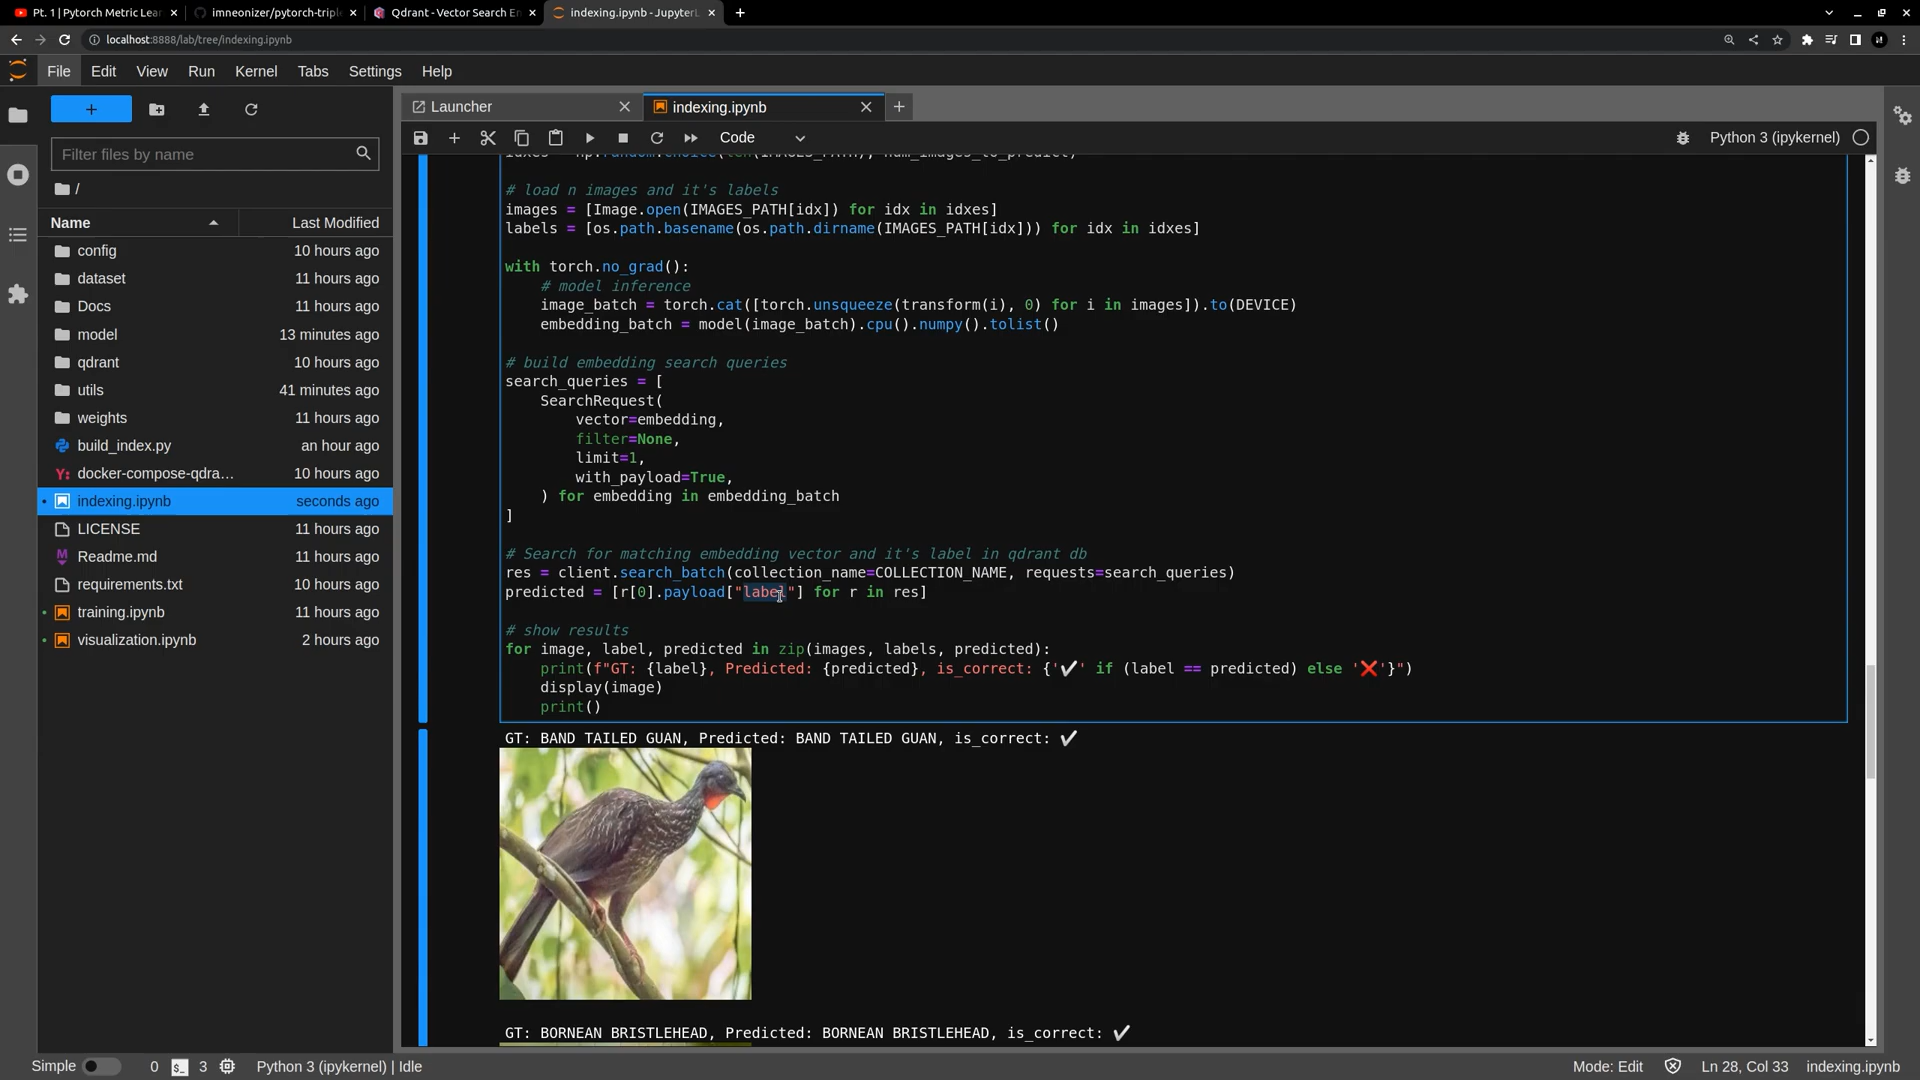 Pt. 1 | Pytorch Metric Lea
imneonizer/pytorch-triple
Qdrant - Vector Search En
indexing.ipynb - JupyterL
localhost:8888/lab/tree/indexing.ipynb
File Edit View Run Kernel Tabs Settings Help
Launcher
indexing.ipynb
Code
Python 3 (ipykernel)
Filter files by name
/
Name Last Modified
config 10 hours ago
dataset 11 hours ago
Docs 11 hours ago
model 13 minutes ago
qdrant 10 hours ago
utils 41 minutes ago
weights 11 hours ago
build_index.py an hour ago
docker-compose-qdra... 10 hours ago
indexing.ipynb seconds ago
LICENSE 11 hours ago
Readme.md 11 hours ago
requirements.txt 11 hours ago
training.ipynb 11 hours ago
visualization.ipynb 2 hours ago
idxes = np.random.choice(len(IMAGES_PATH), num_images_to_predict)
# load n images and it's labels
images = [Image.open(IMAGES_PATH[idx]) for idx in idxes]
labels = [os.path.basename(os.path.dirname(IMAGES_PATH[idx])) for idx in idxes]
with torch.no_grad():
# model inference
image_batch = torch.cat([torch.unsqueeze(transform(i), 0) for i in images]).to(DEVICE)
embedding_batch = model(image_batch).cpu().numpy().tolist()
# build embedding search queries
search_queries = [
SearchRequest(
vector=embedding,
filter=None,
limit=1,
with_payload=True,
) for embedding in embedding_batch
]
# Search for matching embedding vector and it's label in qdrant db
res = client.search_batch(collection_name=COLLECTION_NAME, requests=search_queries)
predicted = [r[0].payload["label"] for r in res]
# show results
for image, label, predicted in zip(images, labels, predicted):
print(f"GT: {label}, Predicted: {predicted}, is_correct: {'✔' if (label == predicted) else '❌'}")
display(image)
print()
GT: BAND TAILED GUAN, Predicted: BAND TAILED GUAN, is_correct: ✔
GT: BORNEAN BRISTLEHEAD, Predicted: BORNEAN BRISTLEHEAD, is_correct: ✔
Simple 0 3 Python 3 (ipykernel) | Idle
Mode: Edit Ln 28, Col 33 indexing.ipynb